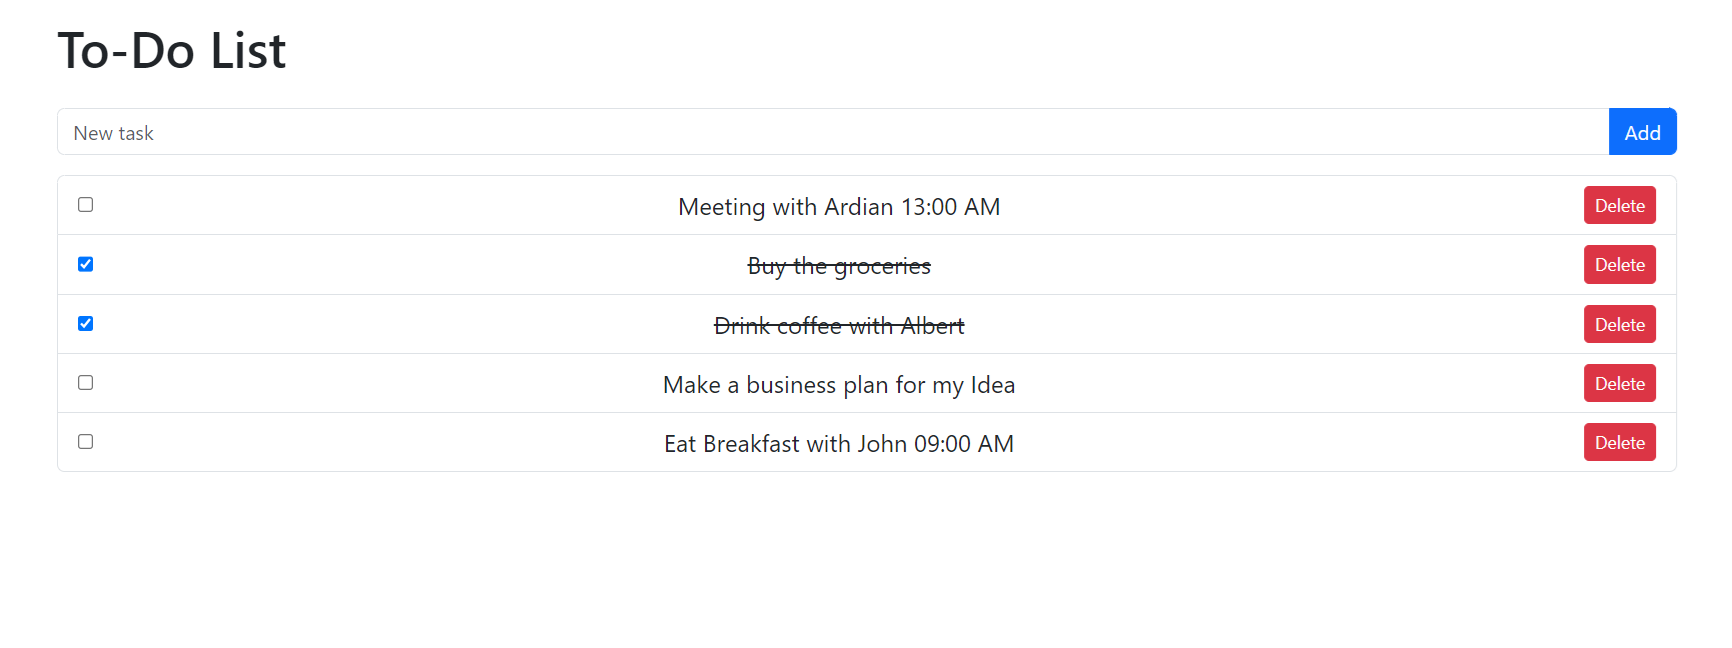 To-Do List
New task Add
Meeting with Ardian 13:00 AM Delete
Buy the groceries Delete
Drink coffee with Albert Delete
Make a business plan for my Idea Delete
Eat Breakfast with John 09:00 AM Delete